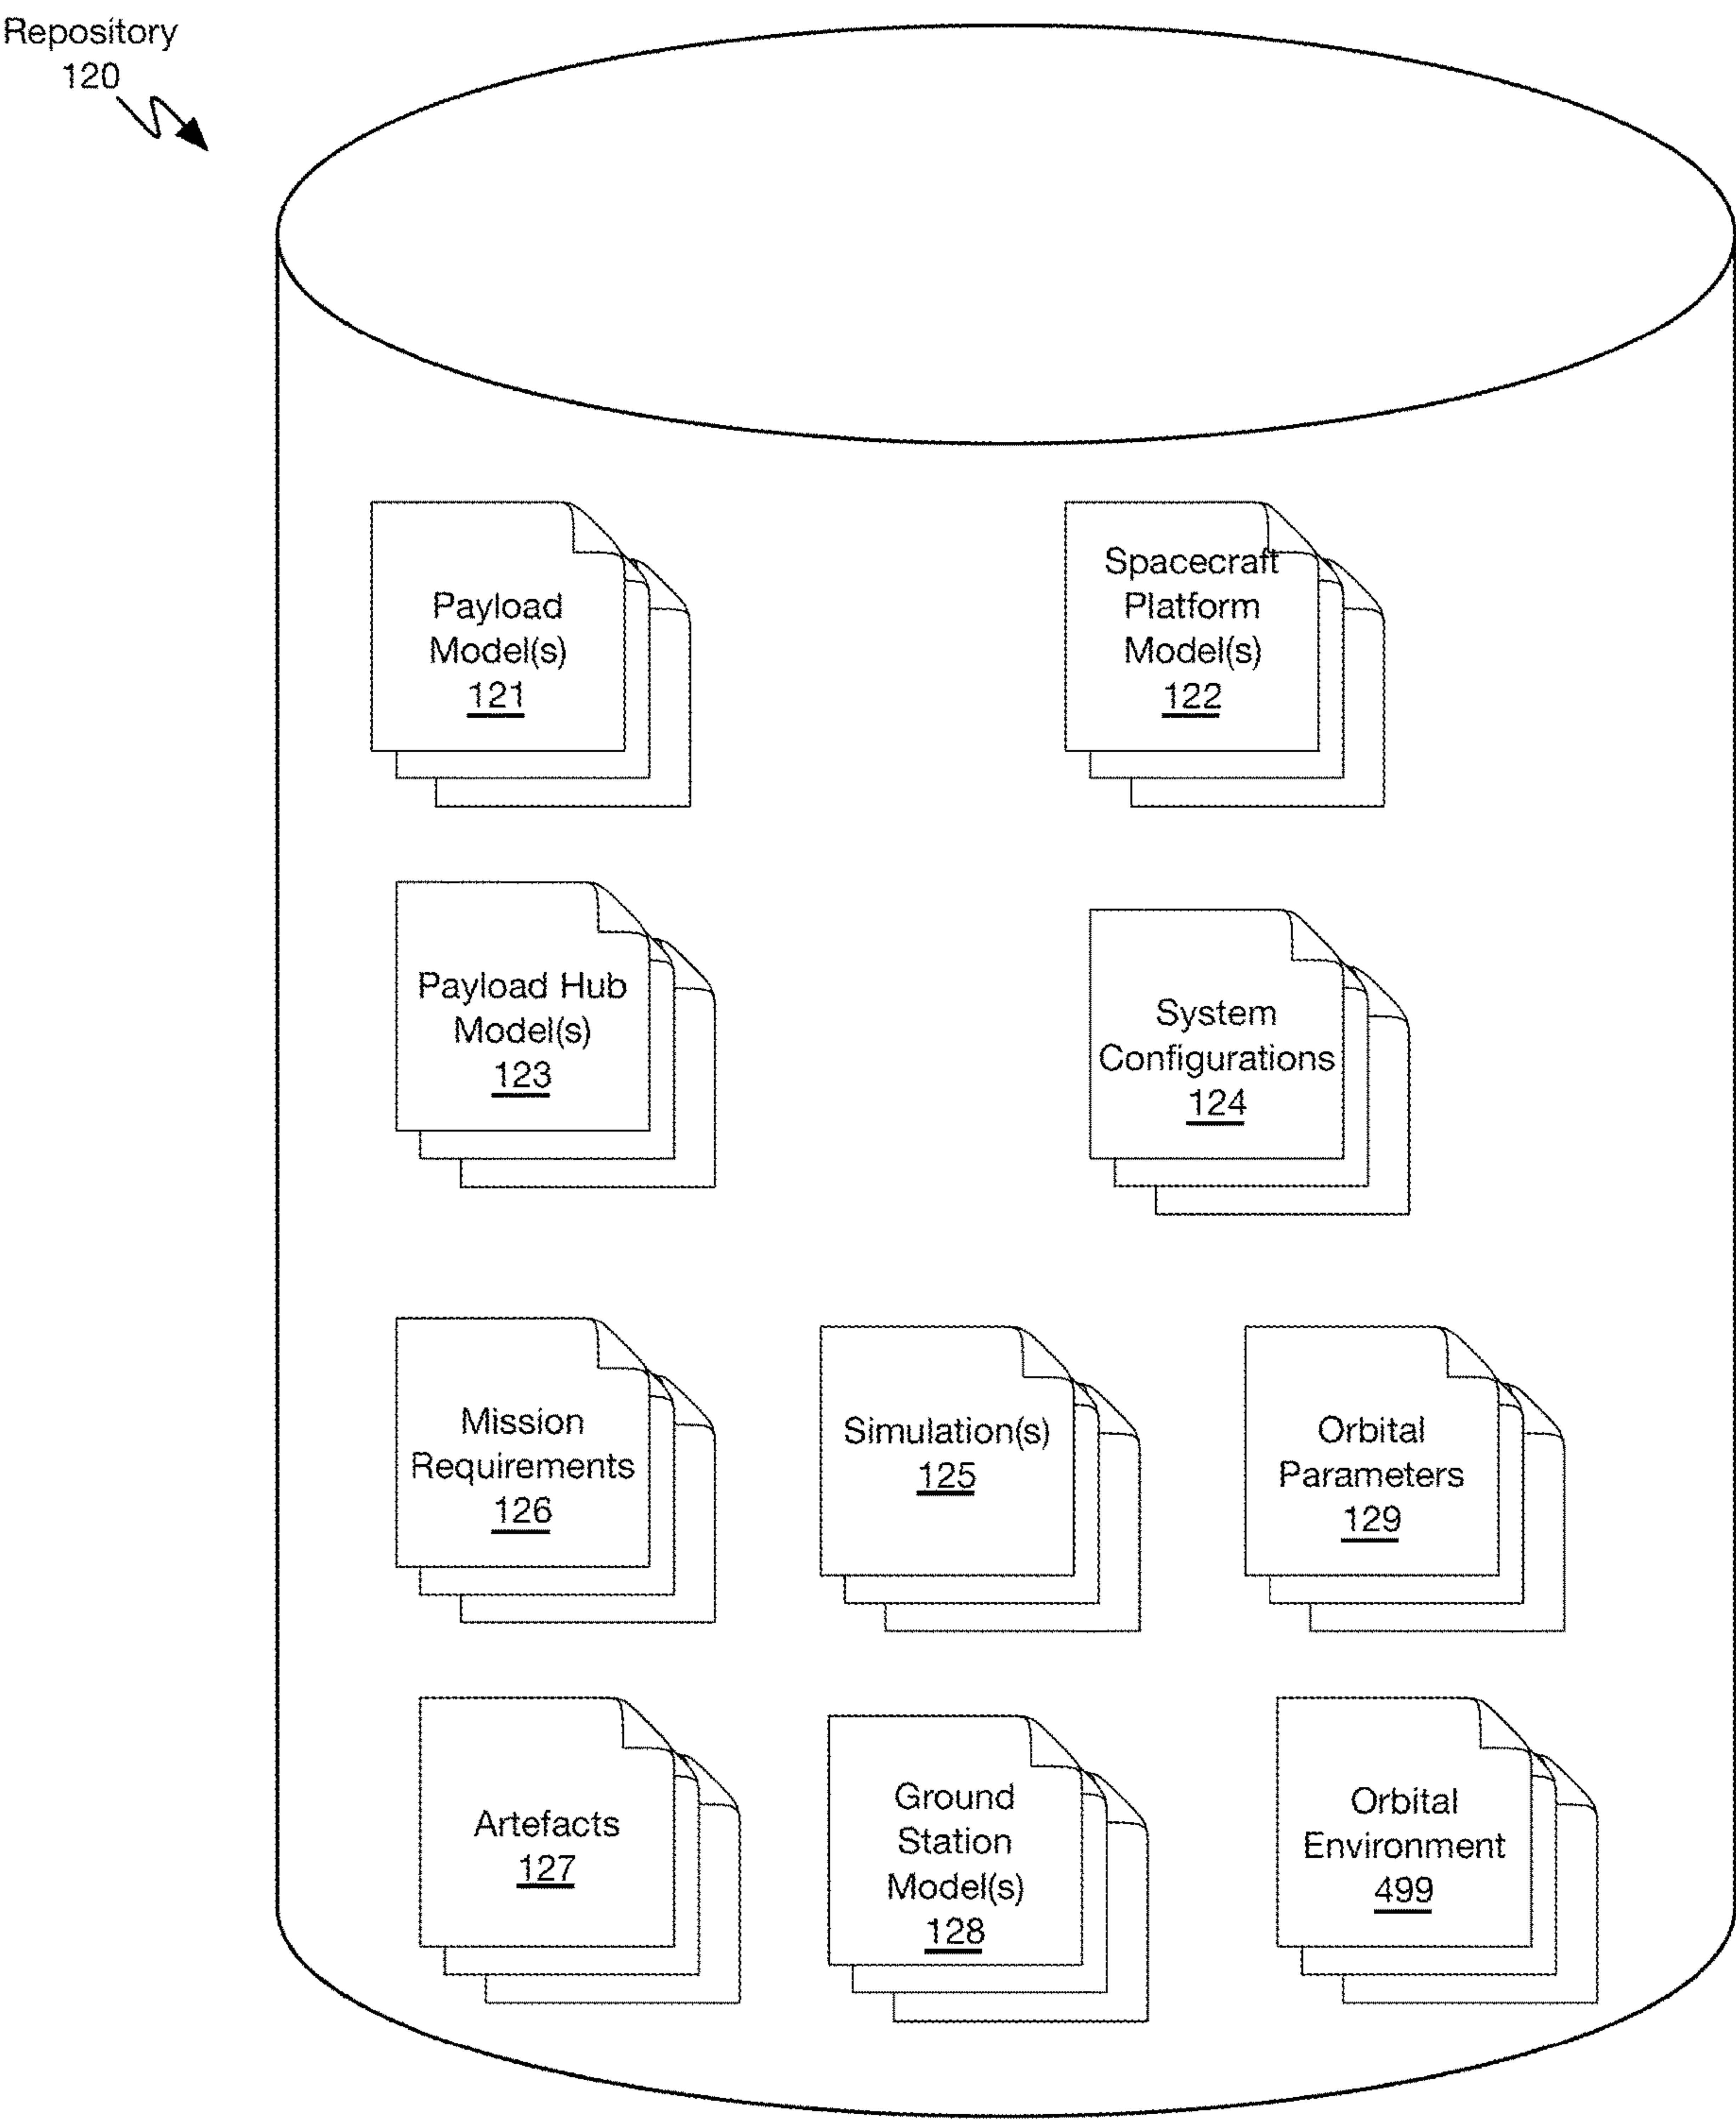 Repository
120
Payload
Model(s)
121
Spacecraft
Platform
Model(s)
122
Payload Hub
Model(s)
123
System
Configurations
124
Mission
Requirements
126
Simulation(s)
125
Orbital
Parameters
129
Artefacts
127
Ground
Station
Model(s)
128
Orbital
Environment
499